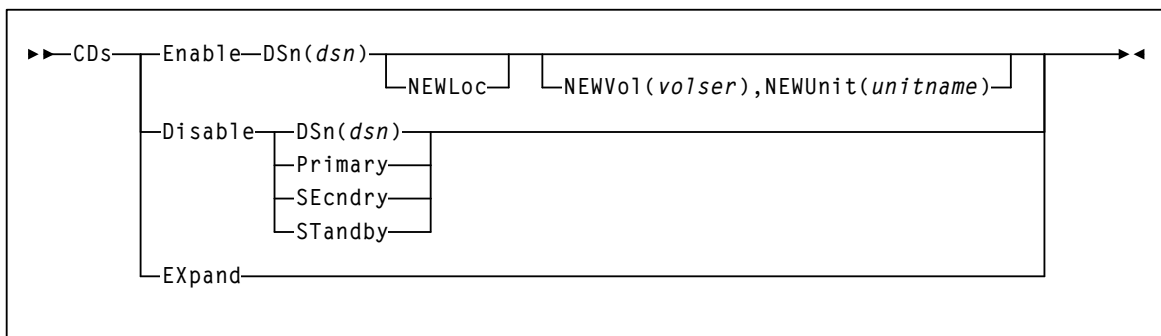 CDs Enable DSn(dsn)
NEWLoc NEWVol(volser),NEWUnit(unitname)
Disable DSn(dsn)
Primary
SEcndry
STandby
EXpand